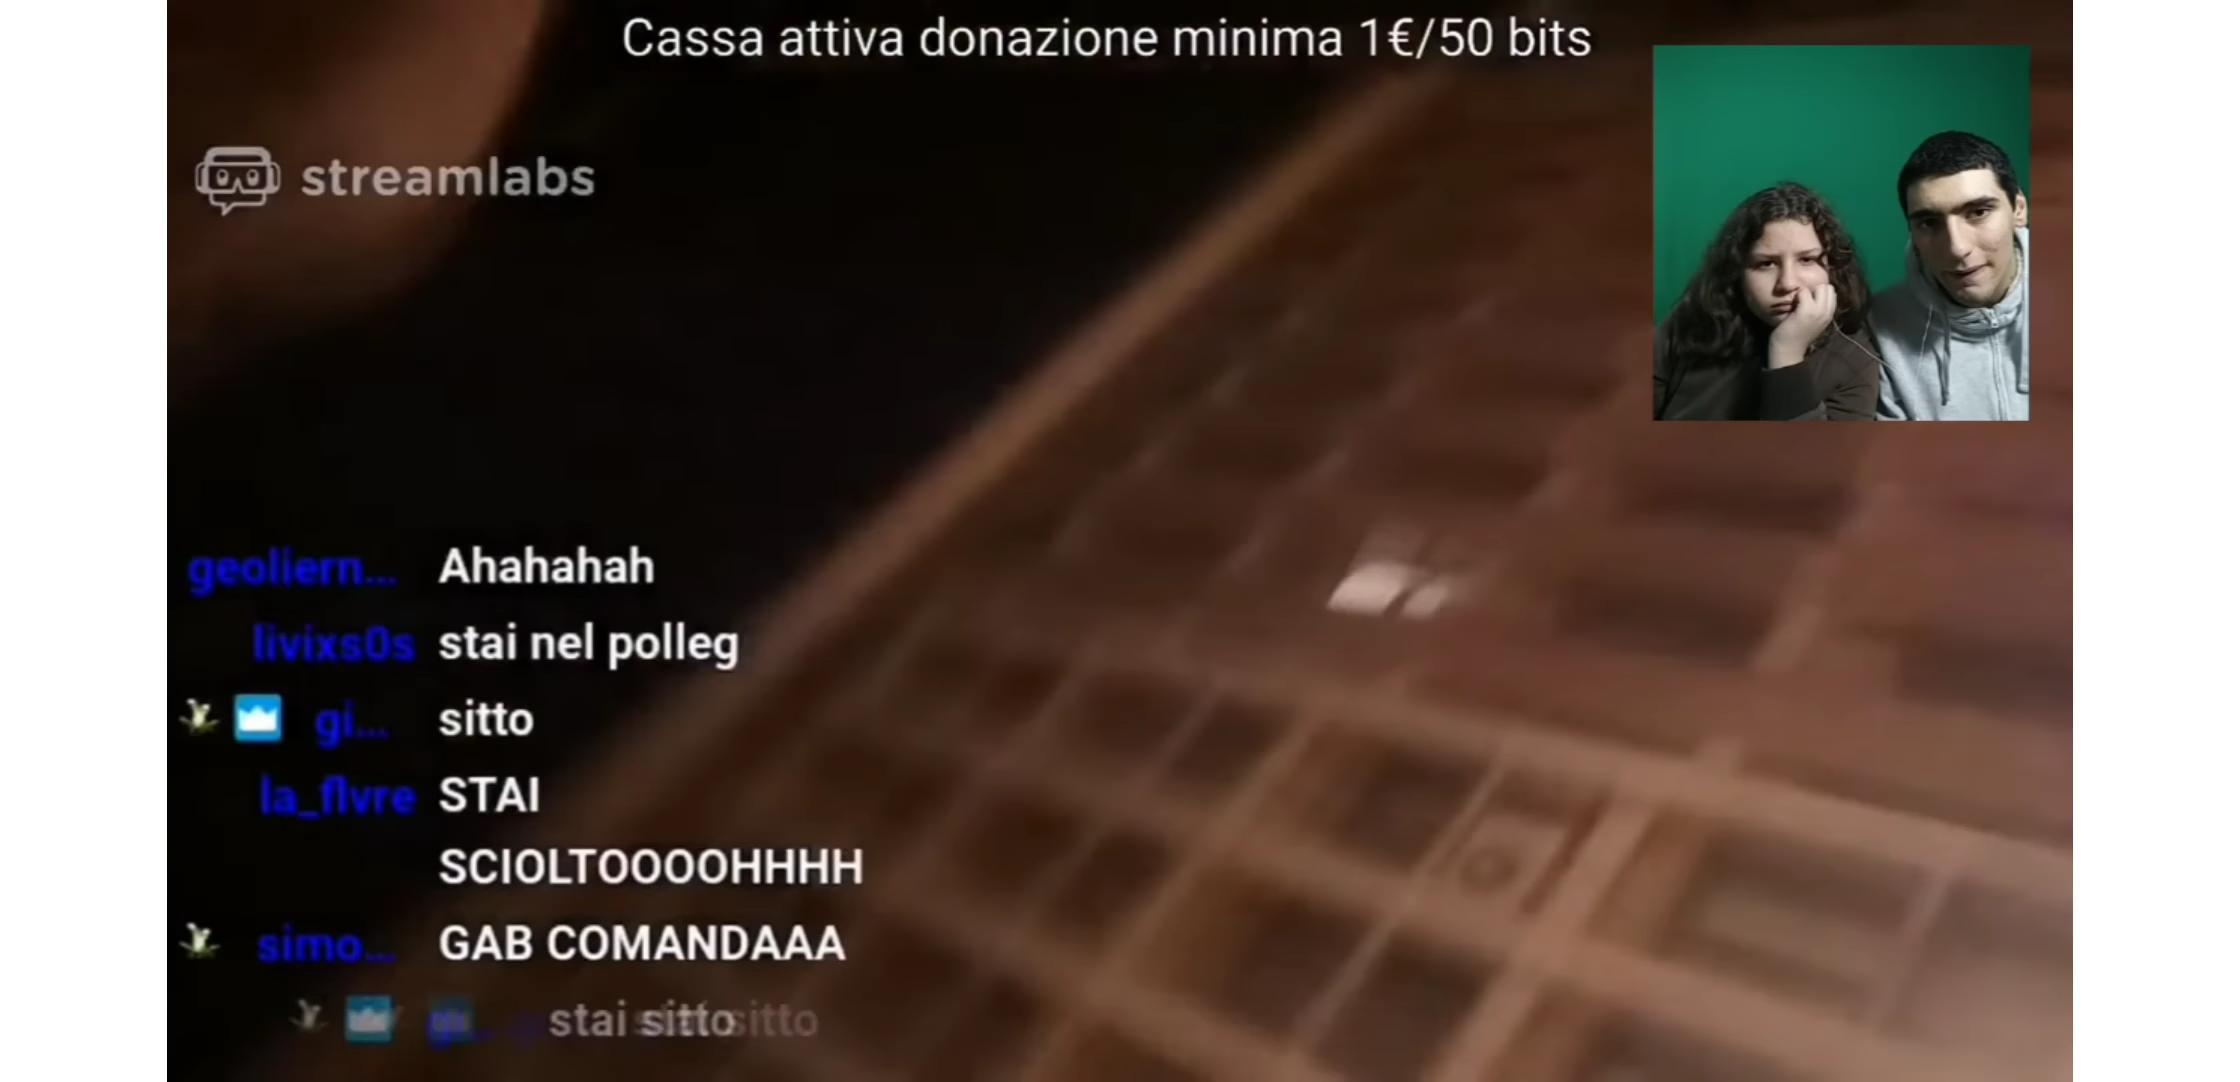 Cassa attiva donazione minima 1€/50 bits
streamlabs
geoliern... Ahahahah
livixs0s stai nel polleg
gi... sitto
la_flvre STAI
SCIOLTOOOOHHHH
simo... GAB COMANDAAA
stai sitto